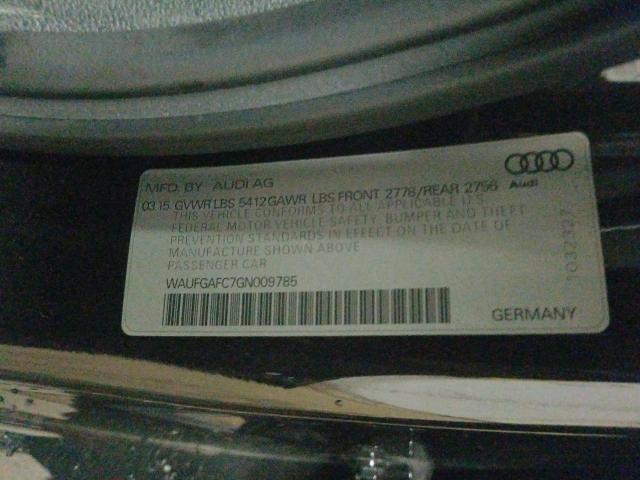 MFD. BY AUDI AG
Audi
03 15 GVWR LBS 5412 GAWR LBS FRONT 2778/REAR 2756
THIS VEHICLE CONFORMS TO ALL APPLICABLE U.S.
FEDERAL MOTOR VEHICLE SAFETY, BUMPER AND THEFT
PREVENTION STANDARDS IN EFFECT ON THE DATE OF
MANUFACTURE SHOWN ABOVE
PASSENGER CAR
WAUFGAFC7GN009785
GERMANY